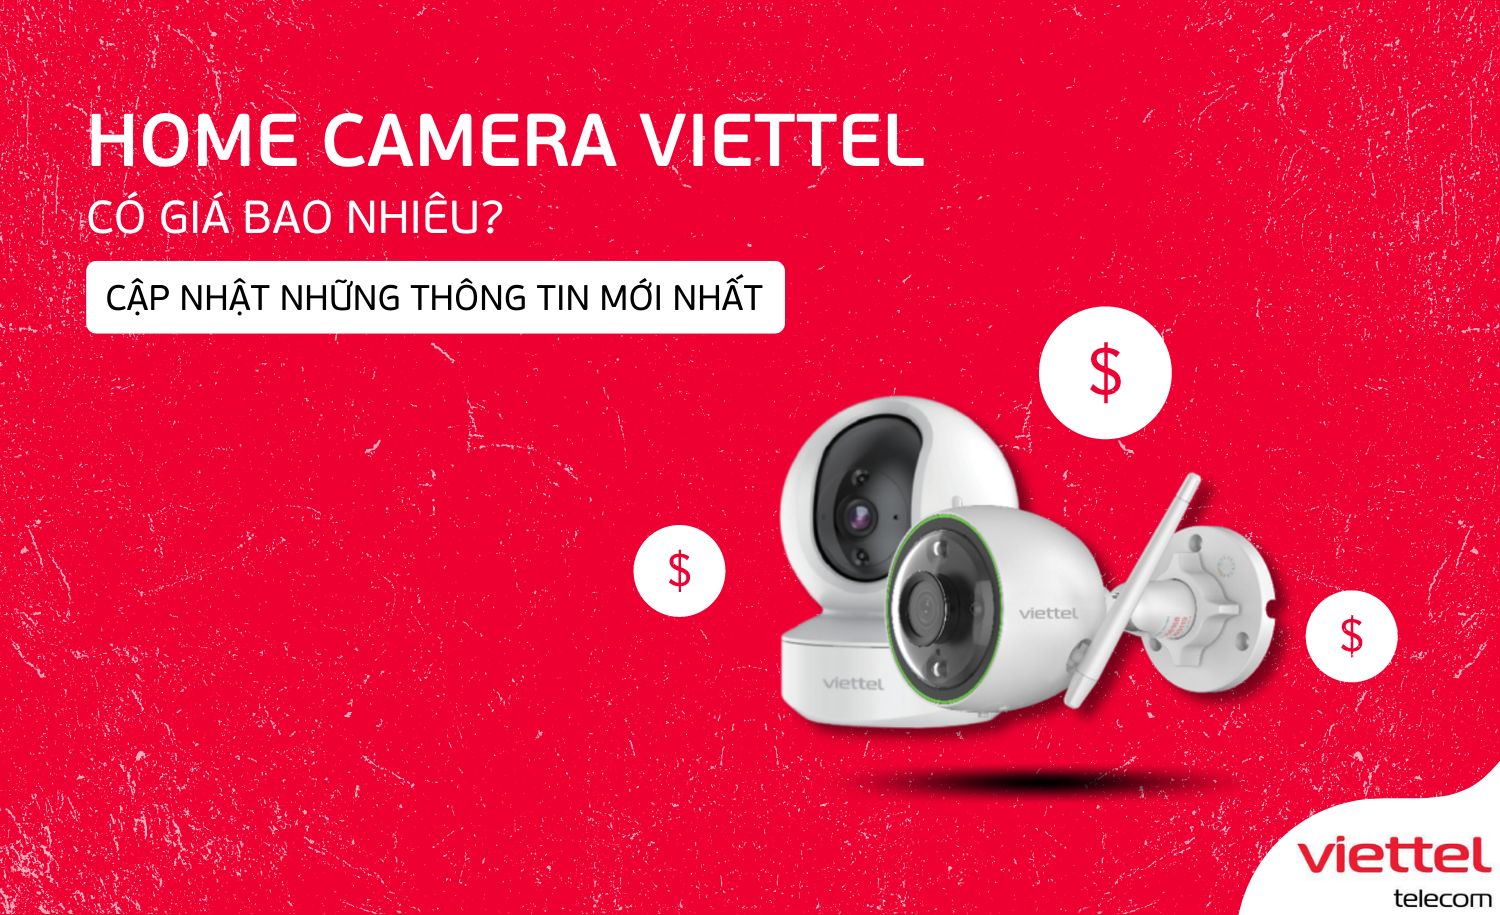 HOME CAMERA VIETTEL
CÓ GIÁ BAO NHIÊU?
CẬP NHẬT NHỮNG THÔNG TIN MỚI NHẤT
$
$
$
viettel
viettel
viettel
telecom